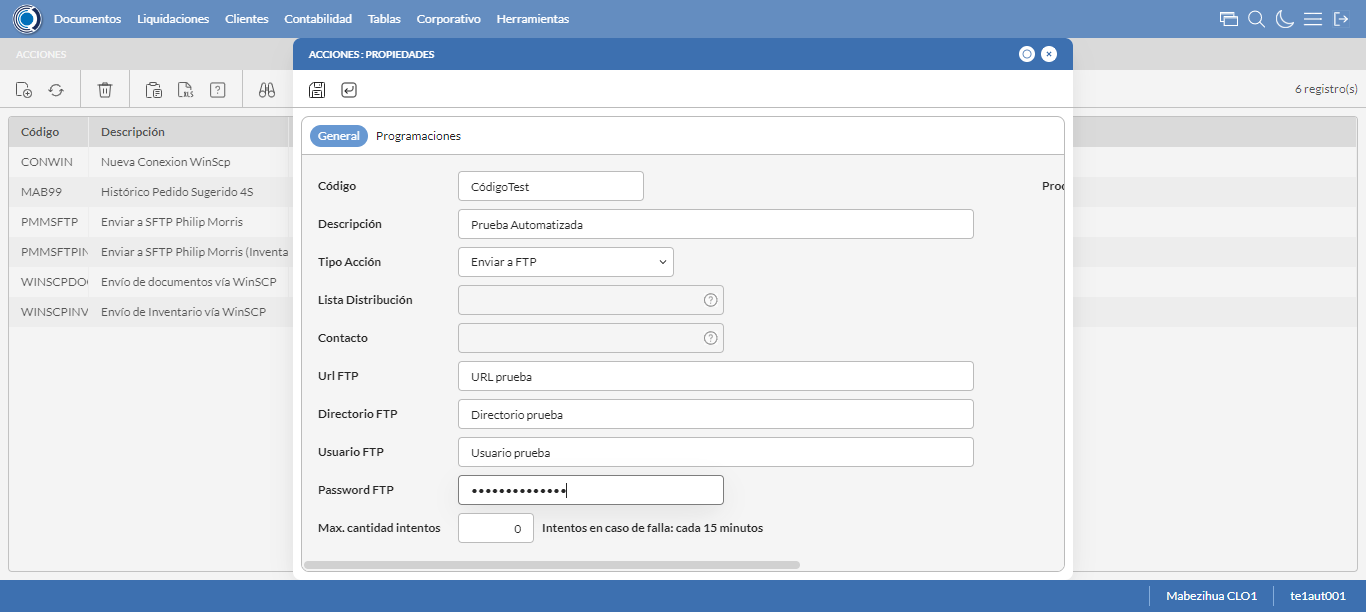 Documentos Liquidaciones Clientes Contabilidad Tablas Corporativo Herramientas
ACCIONES
ACCIONES : PROPIEDADES
XLS
6 registro(s)
Código Descripción
CONWIN Nueva Conexion WinScp
MAB99 Histórico Pedido Sugerido 4S
PMMSFTP Enviar a SFTP Philip Morris
PMMSFTPIN Enviar a SFTP Philip Morris (Inventa
WINSCPDO Envío de documentos vía WinSCP
WINSCPINV Envío de Inventario vía WinSCP
General Programaciones
Código CódigoTest
Proc
Descripción Prueba Automatizada
Tipo Acción Enviar a FTP
Lista Distribución
Contacto
Url FTP URL prueba
Directorio FTP Directorio prueba
Usuario FTP Usuario prueba
Password FTP ••••••••••••••
Max. cantidad intentos 0 Intentos en caso de falla: cada 15 minutos
Mabezihua CLO1 te1aut001